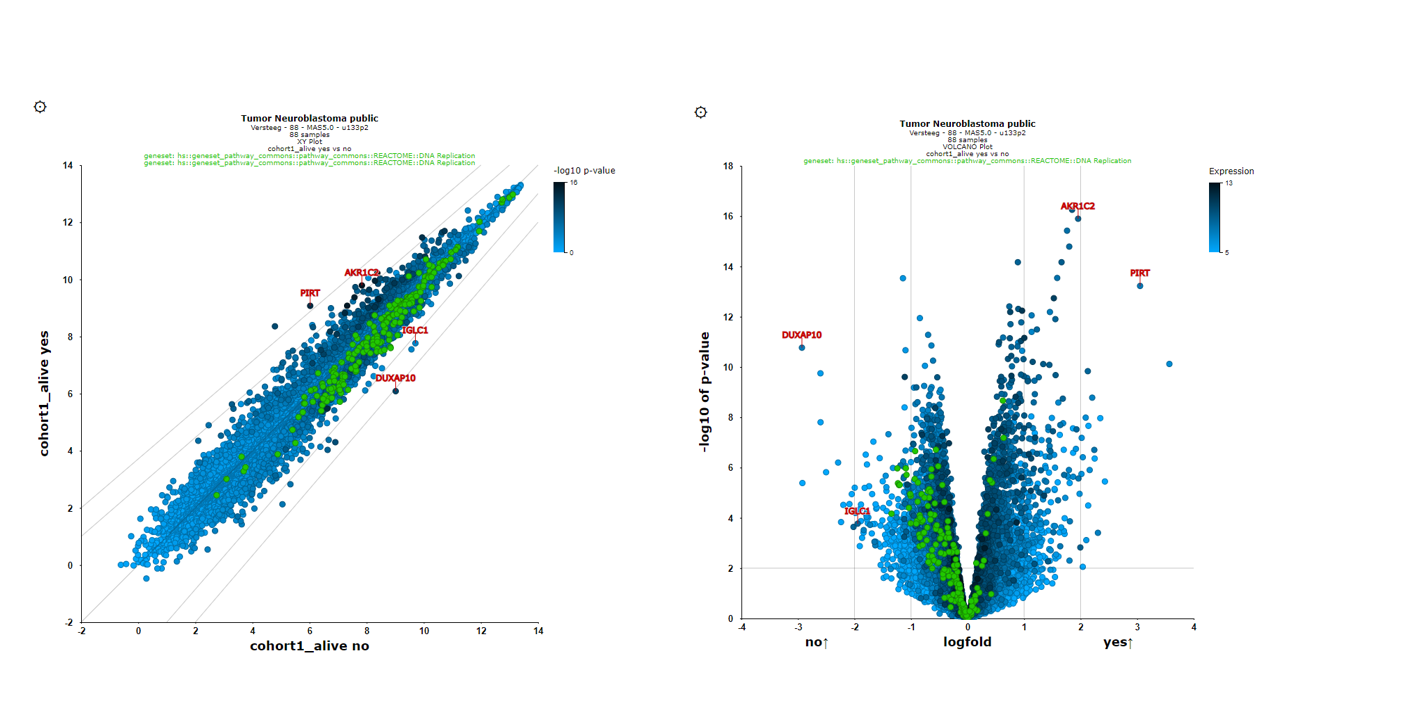 Tumor Neuroblastoma public
Versteeg - 88 - MAS5.0 - u133p2
88 samples
XY Plot
cohort1_alive yes vs no
geneset: hs::geneset_pathway_commons::pathway_commons::REACTOME::DNA Replication
geneset: hs::geneset_pathway_commons::pathway_commons::REACTOME::DNA Replication
-log10 p-value
16
0
14
12
10
8
6
4
2
0
-2
cohort1_alive yes
AKR1C2
PIRT
IGLC1
DUXAP10
-2
0
2
4
6
8
10
12
14
cohort1_alive no
Tumor Neuroblastoma public
Versteeg - 88 - MAS5.0 - u133p2
88 samples
VOLCANO Plot
cohort1_alive yes vs no
geneset: hs::geneset_pathway_commons::pathway_commons::REACTOME::DNA Replication
Expression
13
5
18
16
14
12
10
8
6
4
2
0
-log10 of p-value
AKR1C2
PIRT
DUXAP10
IGLC1
-4
-3
-2
-1
0
1
2
3
4
no↑
logfold
yes↑